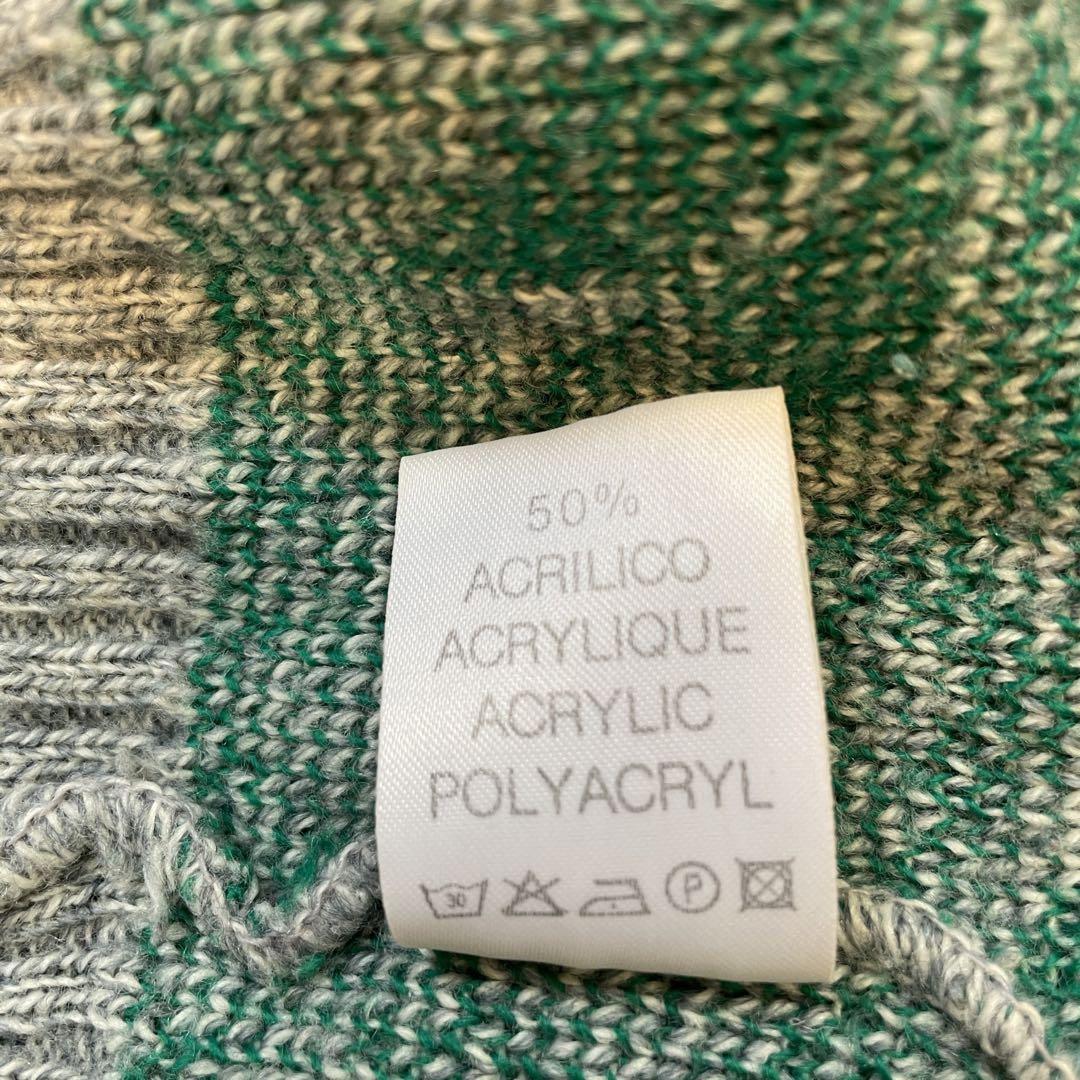 50%
ACRILICO
ACRYLIQUE
ACRYLIC
POLYACRYL
30 P